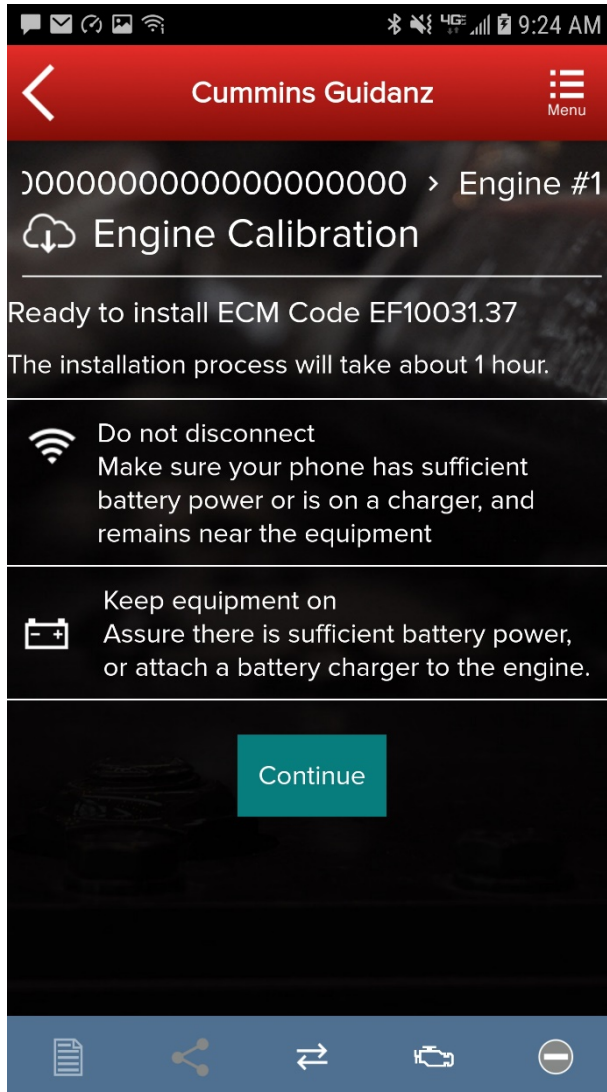 4GE 9:24 AM
Cummins Guidanz
Menu
00000000000000000000 > Engine #1
Engine Calibration
Ready to install ECM Code EF10031.37
The installation process will take about 1 hour.
Do not disconnect
Make sure your phone has sufficient
battery power or is on a charger, and
remains near the equipment
Keep equipment on
Assure there is sufficient battery power,
or attach a battery charger to the engine.
Continue